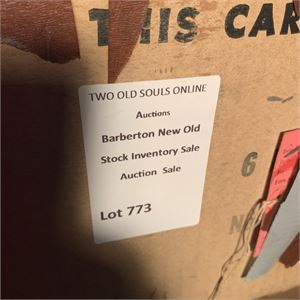 THIS CAR
TWO OLD SOULS ONLINE
Auctions
Barberton New Old
Stock Inventory Sale
Auction Sale
Lot 773
6
N